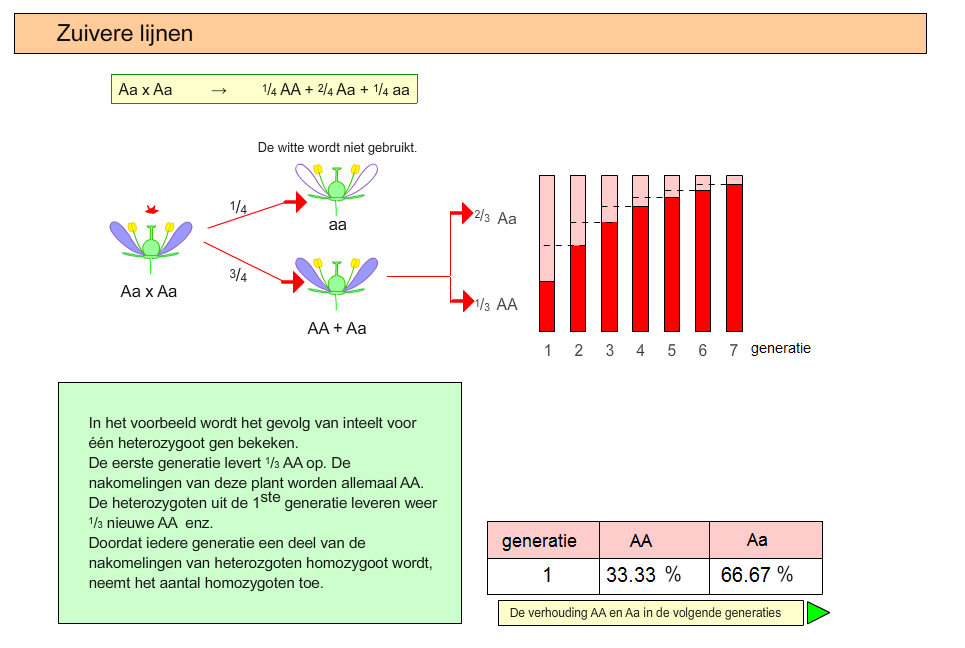 Zuivere lijnen
Aa x Aa → 1/4 AA + 2/4 Aa + 1/4 aa
De witte wordt niet gebruikt.
1/4
aa
3/4
Aa x Aa
AA + Aa
2/3 Aa
1/3 AA
1 2 3 4 5 6 7 generatie
In het voorbeeld wordt het gevolg van inteelt voor
één heterozygoot gen bekeken.
De eerste generatie levert 1/3 AA op. De
nakomelingen van deze plant worden allemaal AA.
De heterozygoten uit de 1ste generatie leveren weer
1/3 nieuwe AA enz.
Doordat iedere generatie een deel van de
nakomelingen van heterozgoten homozygoot wordt,
neemt het aantal homozygoten toe.
generatie AA Aa
1 33.33 % 66.67 %
De verhouding AA en Aa in de volgende generaties